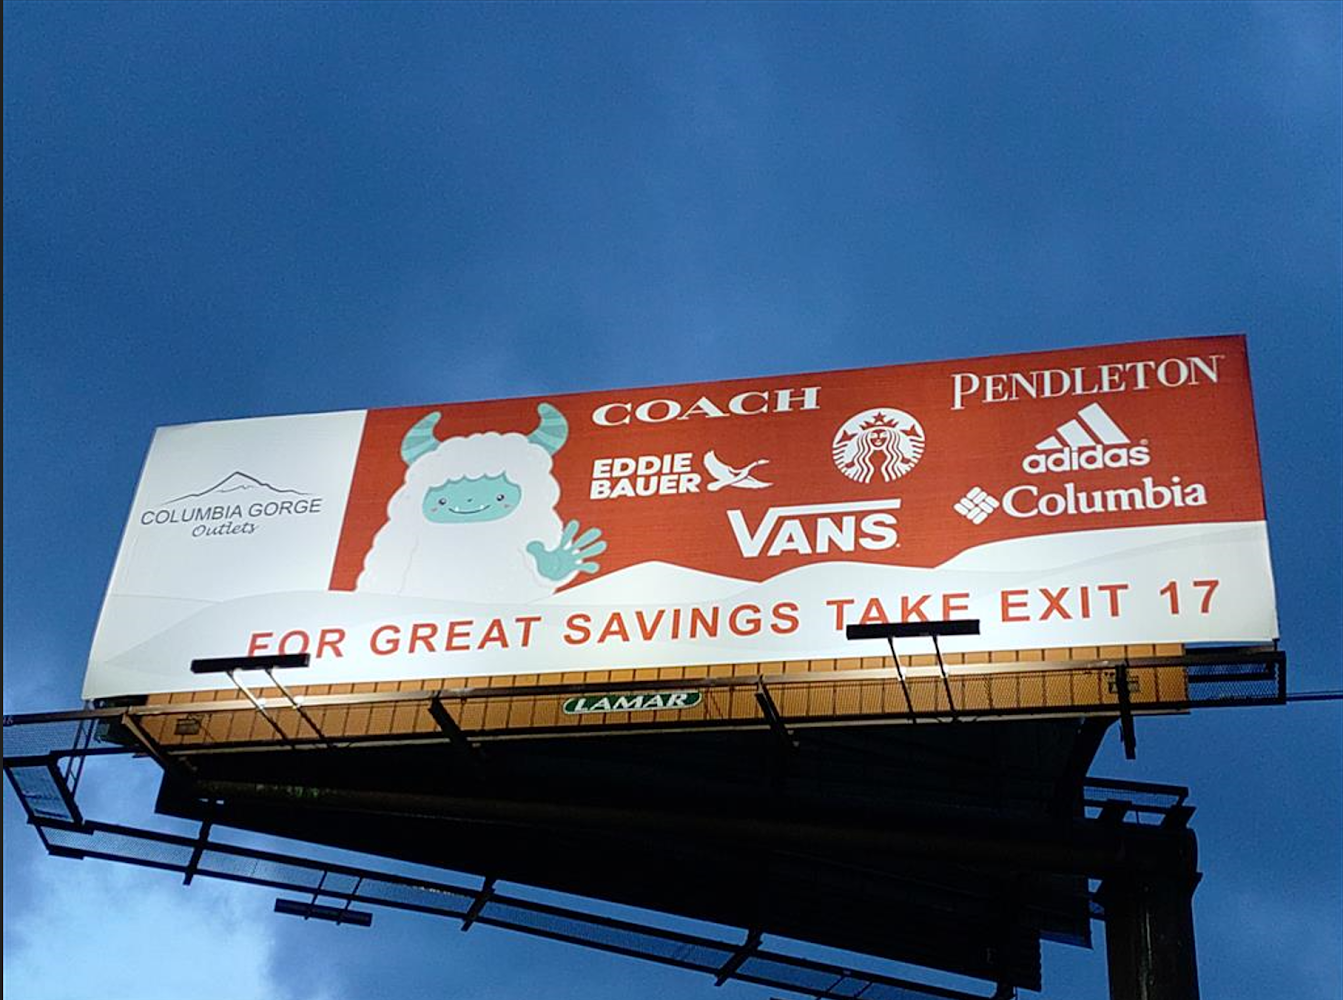 COLUMBIA GORGE
Outlets
COACH
PENDLETON
EDDIE
BAUER
adidas
VANS
Columbia
FOR GREAT SAVINGS TAKE EXIT 17
LAMAR